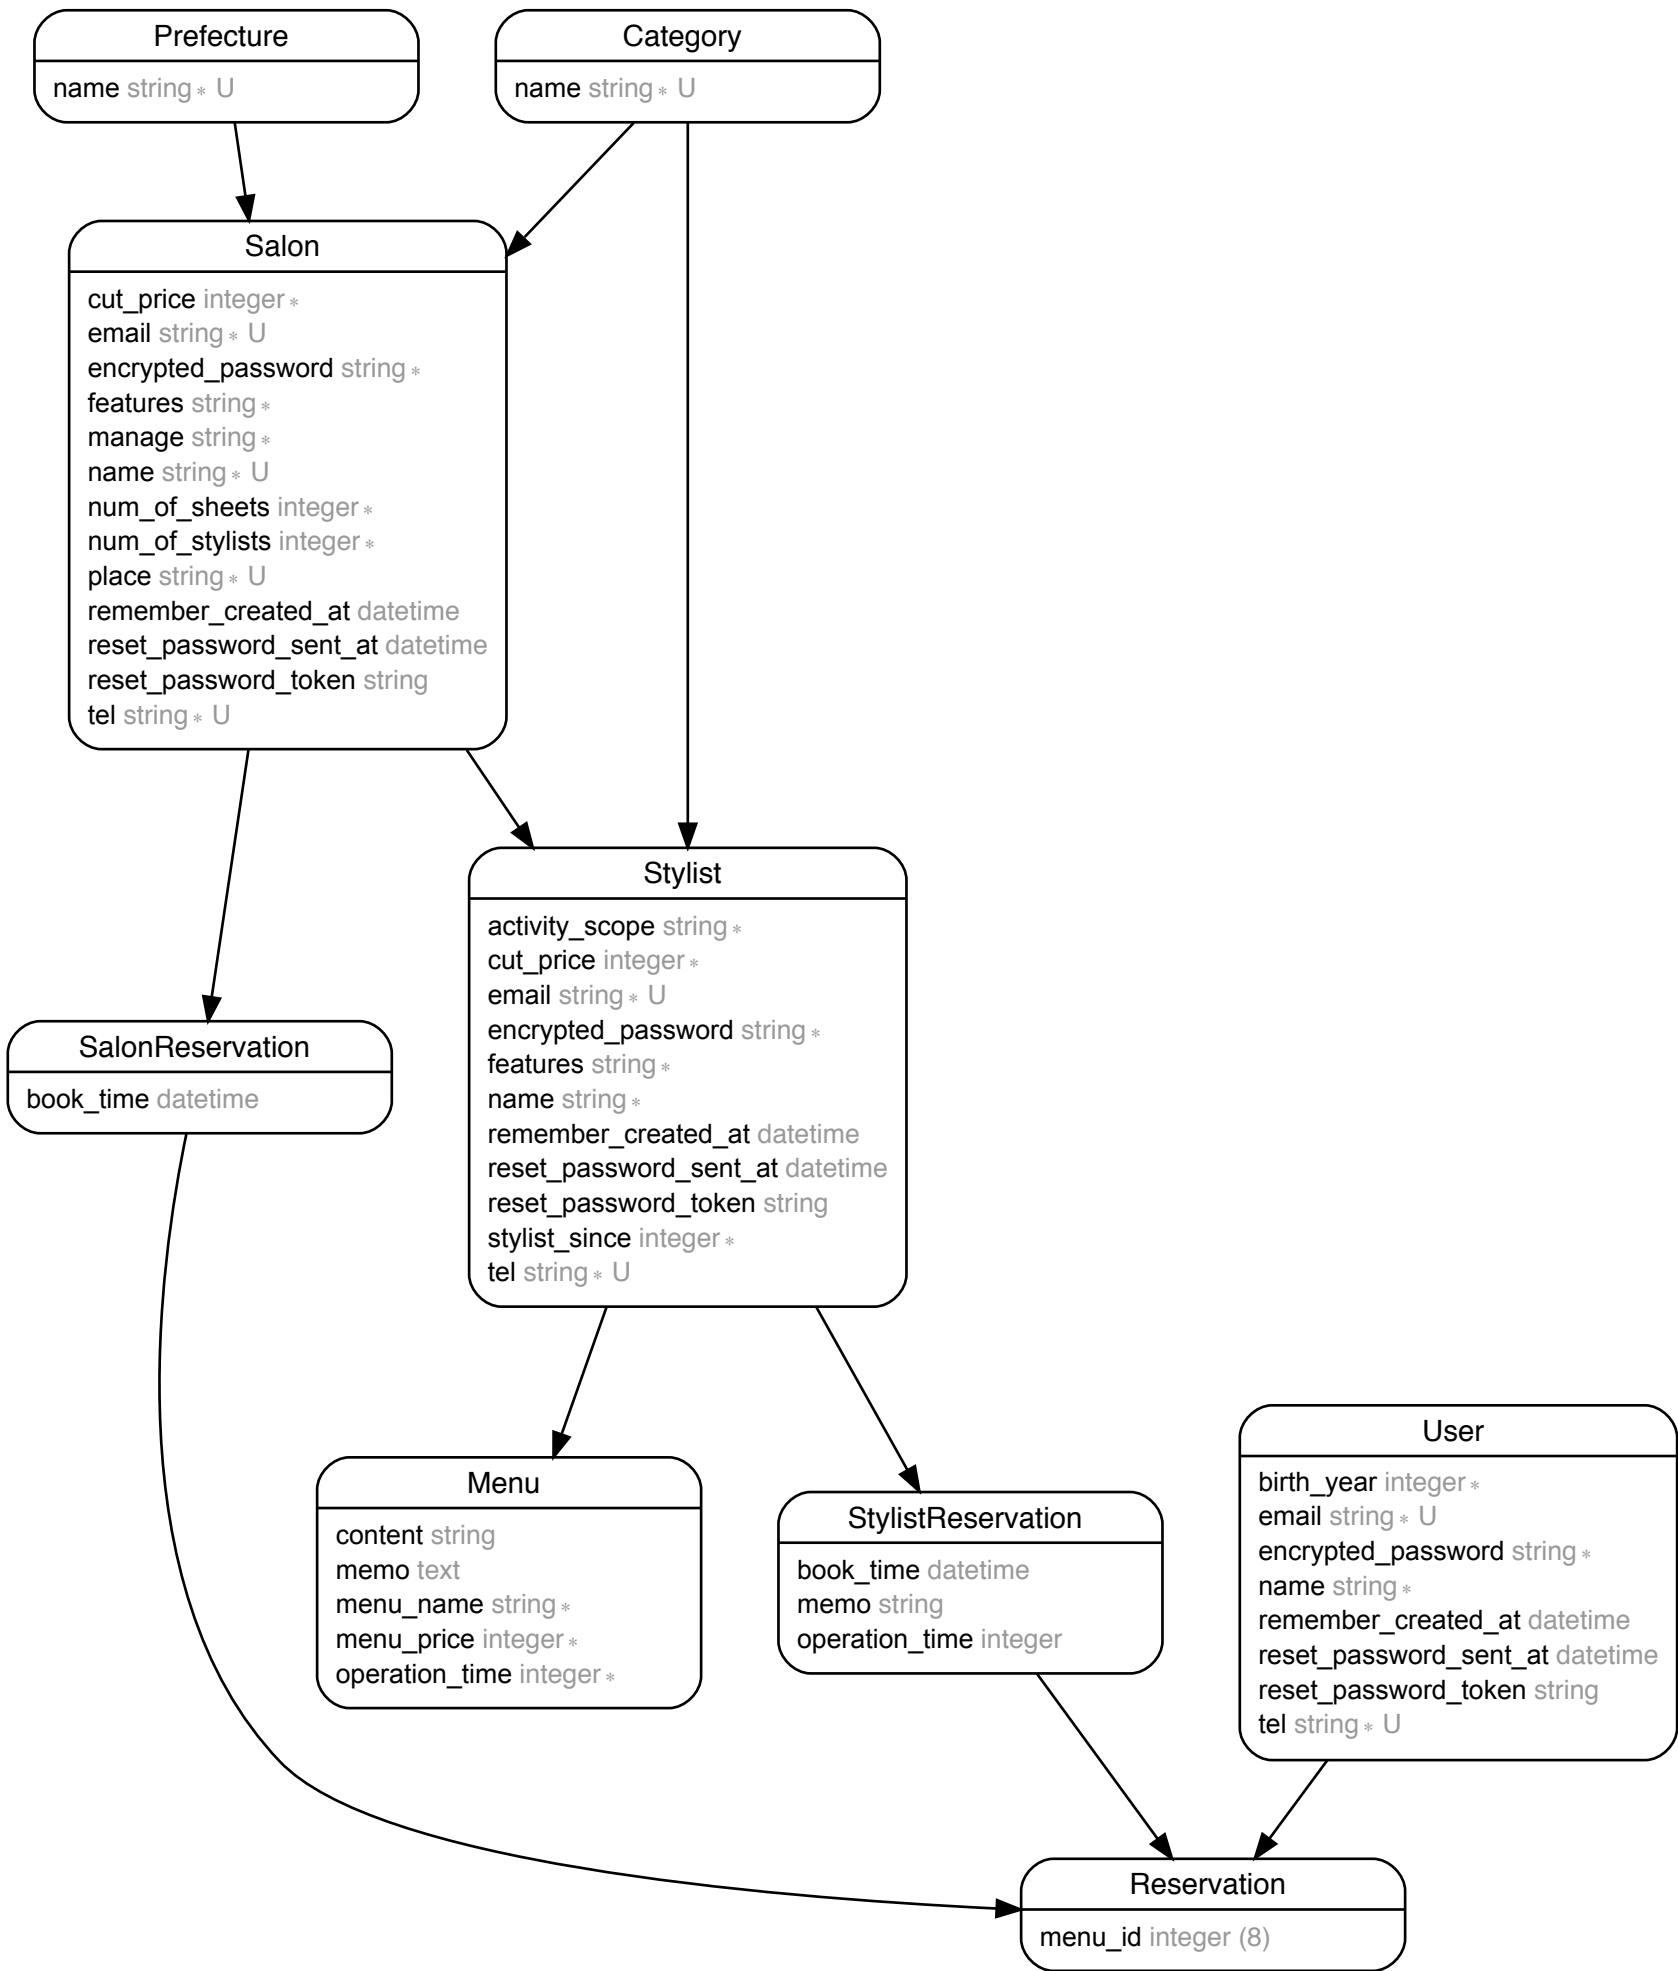 Prefecture
name string * U
Category
name string * U
Salon
cut_price integer *
email string * U
encrypted_password string *
features string *
manage string *
name string * U
num_of_sheets integer *
num_of_stylists integer *
place string * U
remember_created_at datetime
reset_password_sent_at datetime
reset_password_token string
tel string * U
Stylist
activity_scope string *
cut_price integer *
email string * U
encrypted_password string *
features string *
name string *
remember_created_at datetime
reset_password_sent_at datetime
reset_password_token string
stylist_since integer *
tel string * U
SalonReservation
book_time datetime
Menu
content string
memo text
menu_name string *
menu_price integer *
operation_time integer *
StylistReservation
book_time datetime
memo string
operation_time integer
User
birth_year integer *
email string * U
encrypted_password string *
name string *
remember_created_at datetime
reset_password_sent_at datetime
reset_password_token string
tel string * U
Reservation
menu_id integer (8)